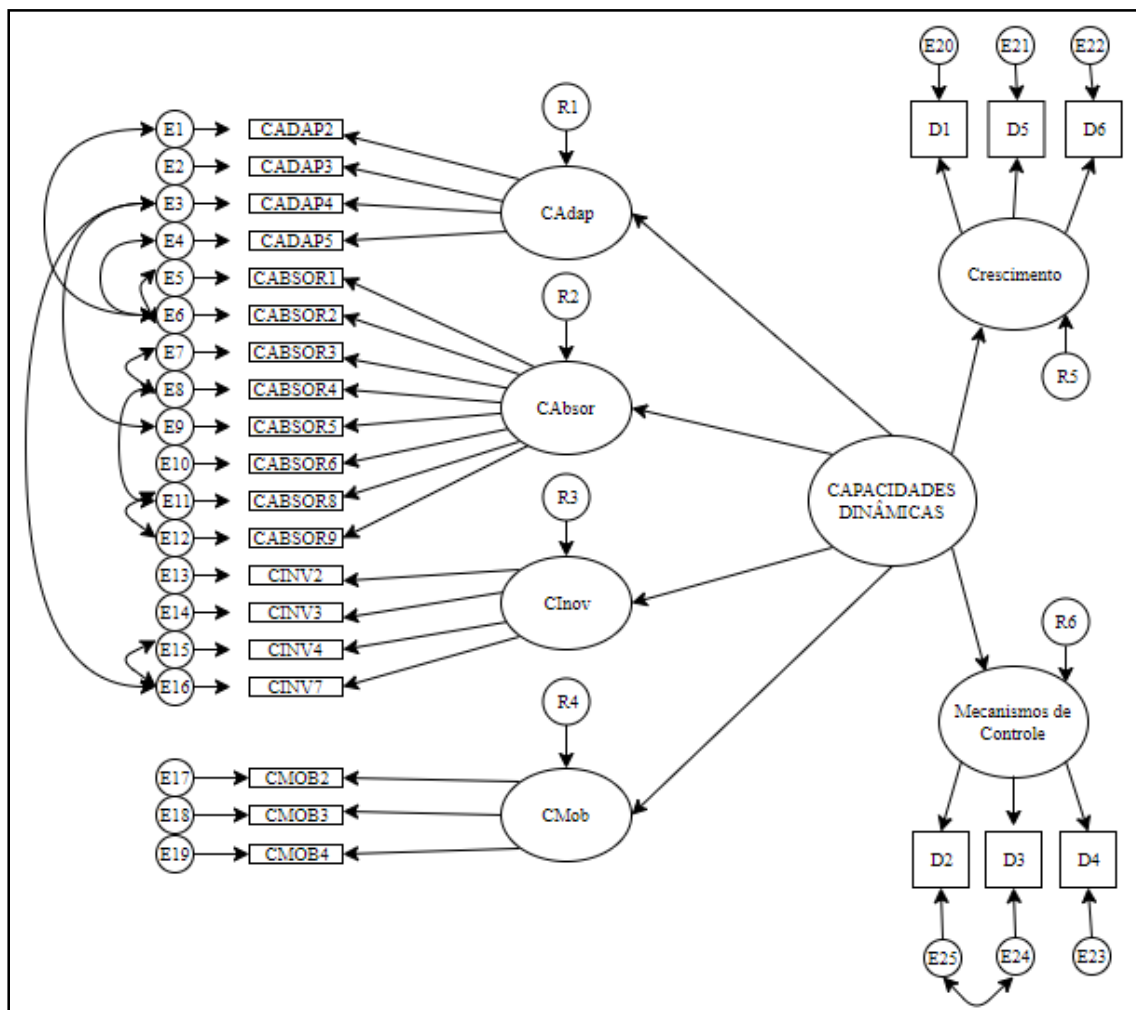 E20
E21
E22
D1
D5
D6
Crescimento
R5
R1
CAdap
E1
CADAP2
E2
CADAP3
E3
CADAP4
E4
CADAP5
E5
CABSOR1
E6
CABSOR2
E7
CABSOR3
E8
CABSOR4
E9
CABSOR5
E10
CABSOR6
E11
CABSOR8
E12
CABSOR9
E13
CINV2
E14
CINV3
E15
CINV4
E16
CINV7
R2
CAbsor
R3
CInov
R4
CMob
E17
CMOB2
E18
CMOB3
E19
CMOB4
CAPACIDADES
DINÂMICAS
R6
Mecanismos de
Controle
D2
D3
D4
E25
E24
E23